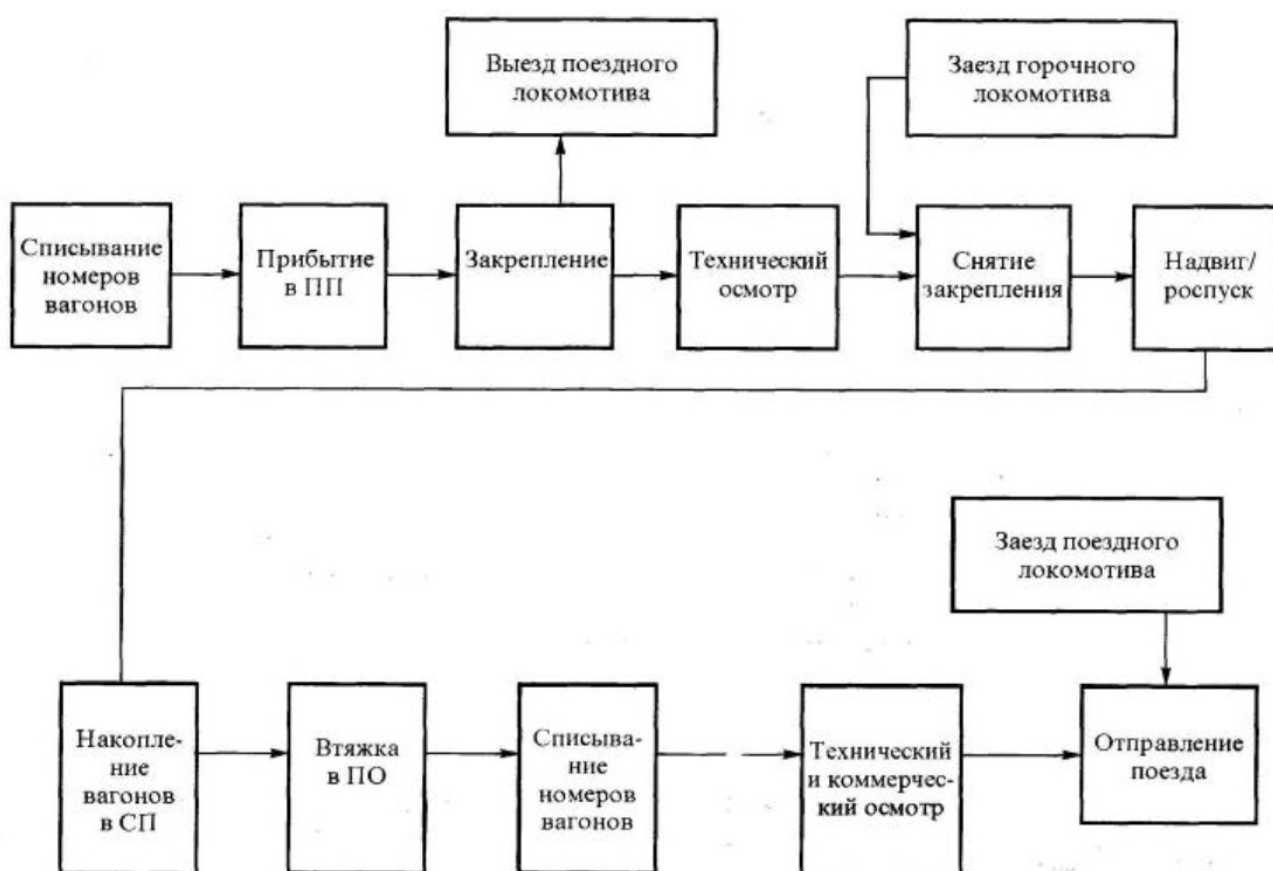 Выезд поездного
локомотива
Заезд горочного
локомотива
Списывание
номеров
вагонов
Прибытие
в ПП
Закрепление
Технический
осмотр
Снятие
закрепления
Надвиг/
роспуск
Заезд поездного
локомотива
Накопле-
ние
вагонов
в СП
Втяжка
в ПО
Списыва-
ние
номеров
вагонов
Технический
и коммерчес-
кий осмотр
Отправление
поезда